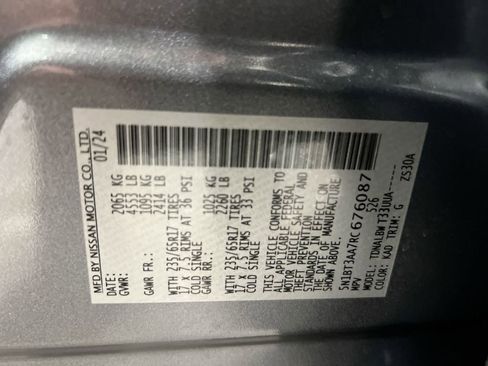 MFD BY NISSAN MOTOR CO., LTD.
DATE: 01/24
GVWR: 2065 KG
4553 LB
GAWR FR.: 1095 KG
2414 LB
WITH 235/65R17 TIRES
17 X 7.5 RIMS AT 36 PSI
COLD SINGLE
GAWR RR.: 1025 KG
2260 LB
WITH 235/65R17 TIRES
17 X 7.5 RIMS AT 33 PSI
COLD SINGLE
THIS VEHICLE CONFORMS TO
ALL APPLICABLE FEDERAL
MOTOR VEHICLE SAFETY AND
THEFT PREVENTION
STANDARDS IN EFFECT ON
THE DATE OF MANUFACTURE
SHOWN ABOVE.
5N1BT3AA7RC676087
MPV 526
MODEL: TDNALBW T33UUA
COLOR: KAD TRIM: G
ZS30A